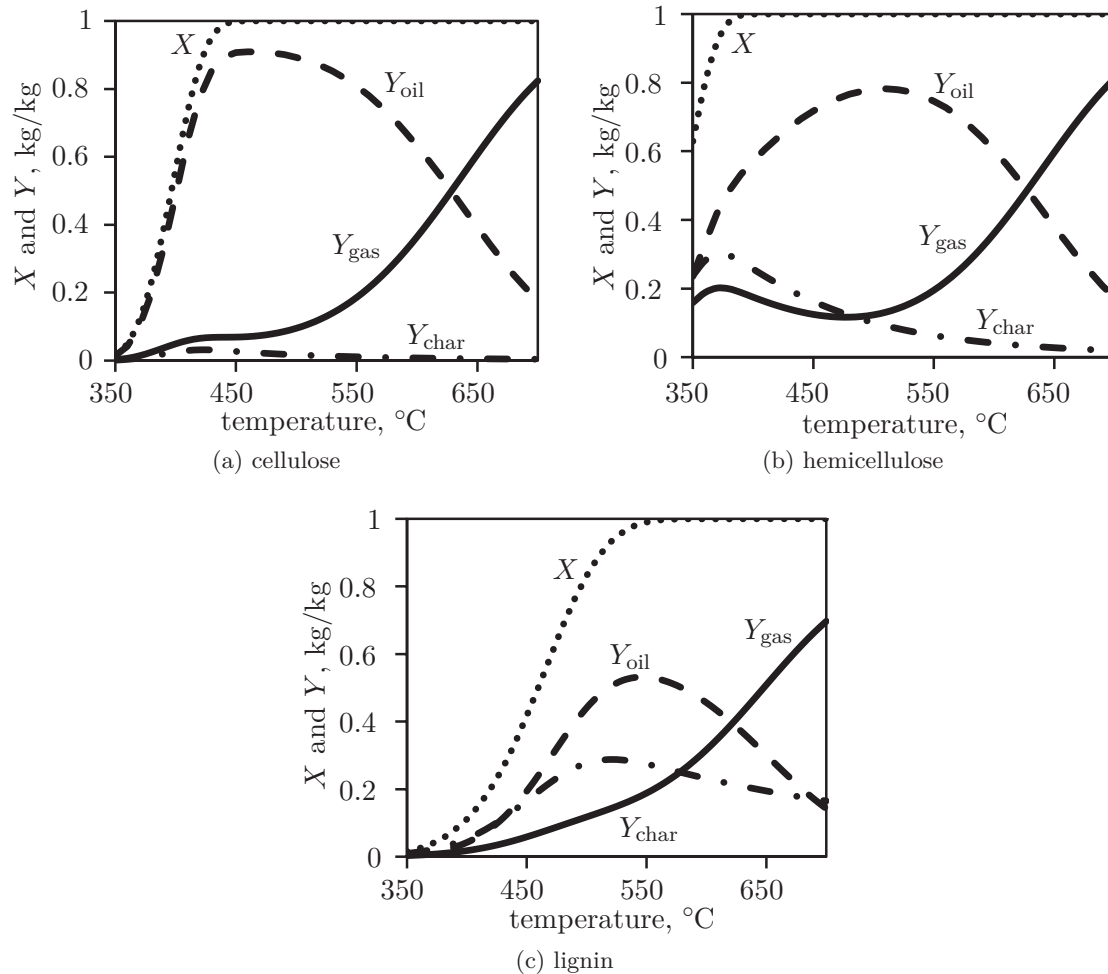 1
X
0.8
Y_oil
0.6
X and Y, kg/kg
0.4
Y_gas
0.2
Y_char
0
350
450
550
650
temperature, °C
(a) cellulose
1
X
0.8
Y_oil
0.6
X and Y, kg/kg
0.4
Y_gas
0.2
Y_char
0
350
450
550
650
temperature, °C
(b) hemicellulose
1
X
0.8
Y_gas
0.6
Y_oil
X and Y, kg/kg
0.4
0.2
Y_char
0
350
450
550
650
temperature, °C
(c) lignin